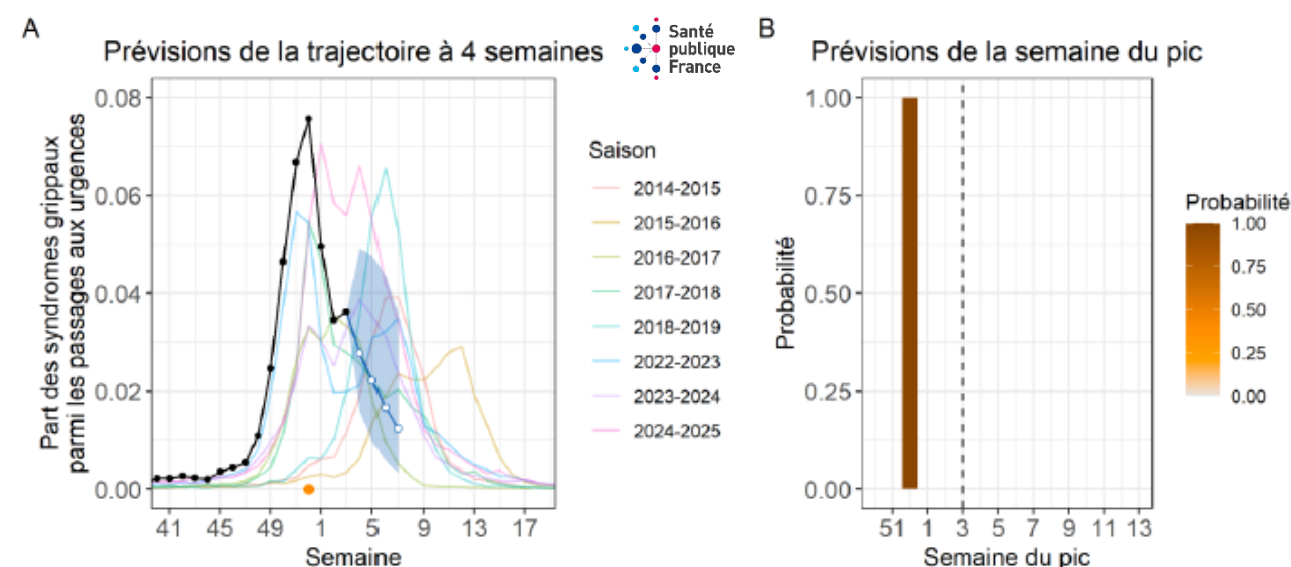 A
Prévisions de la trajectoire à 4 semaines
Santé
publique
France
B
Prévisions de la semaine du pic
Part des syndromes grippaux
parmi les passages aux urgences
0.08
0.06
0.04
0.02
0.00
41 45 49 1 5 9 13 17
Semaine
Saison
2014-2015
2015-2016
2016-2017
2017-2018
2018-2019
2022-2023
2023-2024
2024-2025
Probabilité
1.00
0.75
0.50
0.25
0.00
51 1 3 5 7 9 11 13
Semaine du pic
Probabilité
1.00
0.75
0.50
0.25
0.00